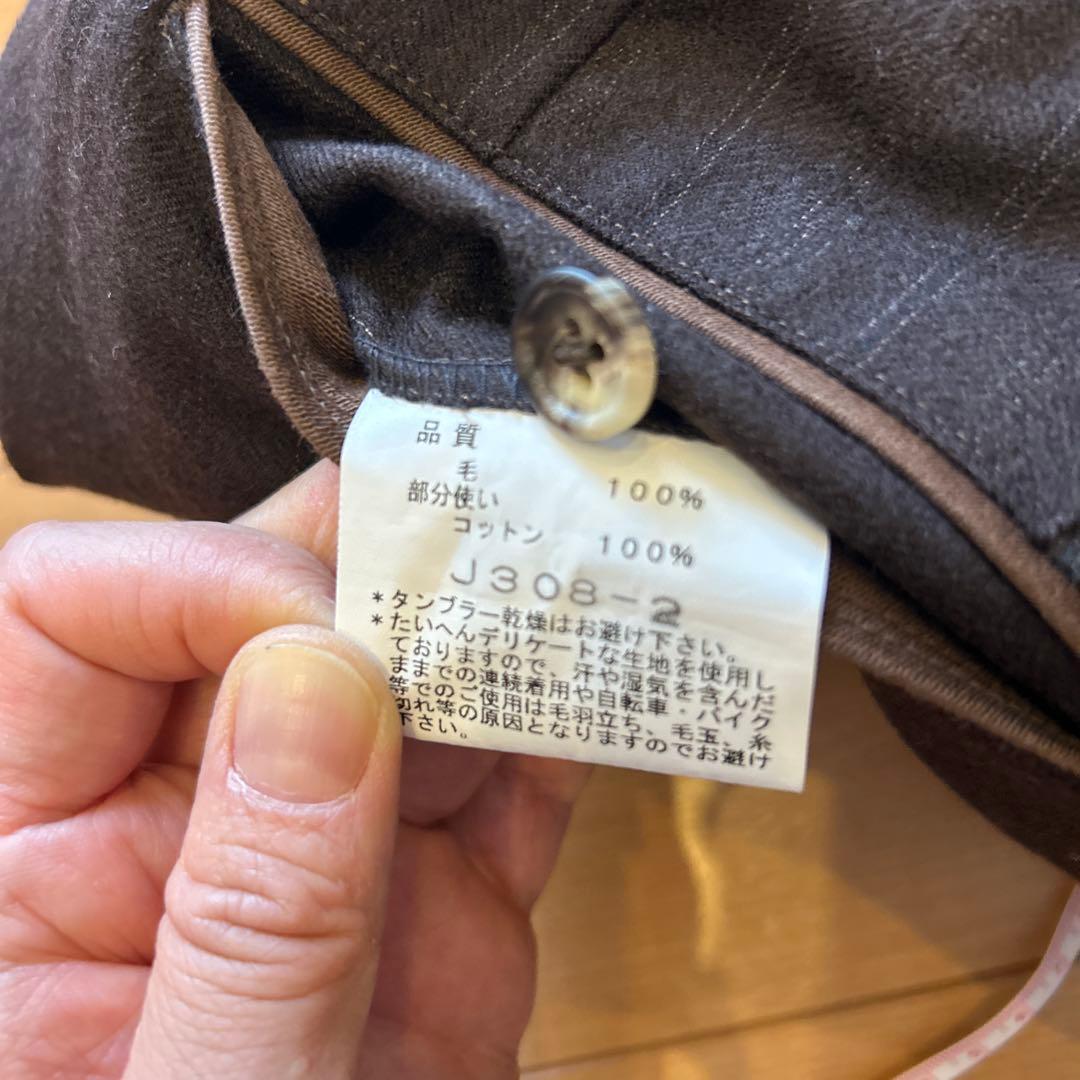 品質
毛 100%
部分使い
コットン 100%
J308-2
*タンブラー乾燥はお避け下さい。
*たいへんデリケートな生地を使用し
ておりますので、汗や湿気を含んだ
ままでの連続着用や自転車・バイク
等でのご使用は毛羽立ち、毛玉、糸
切れ等の原因となりますのでお避け
下さい。